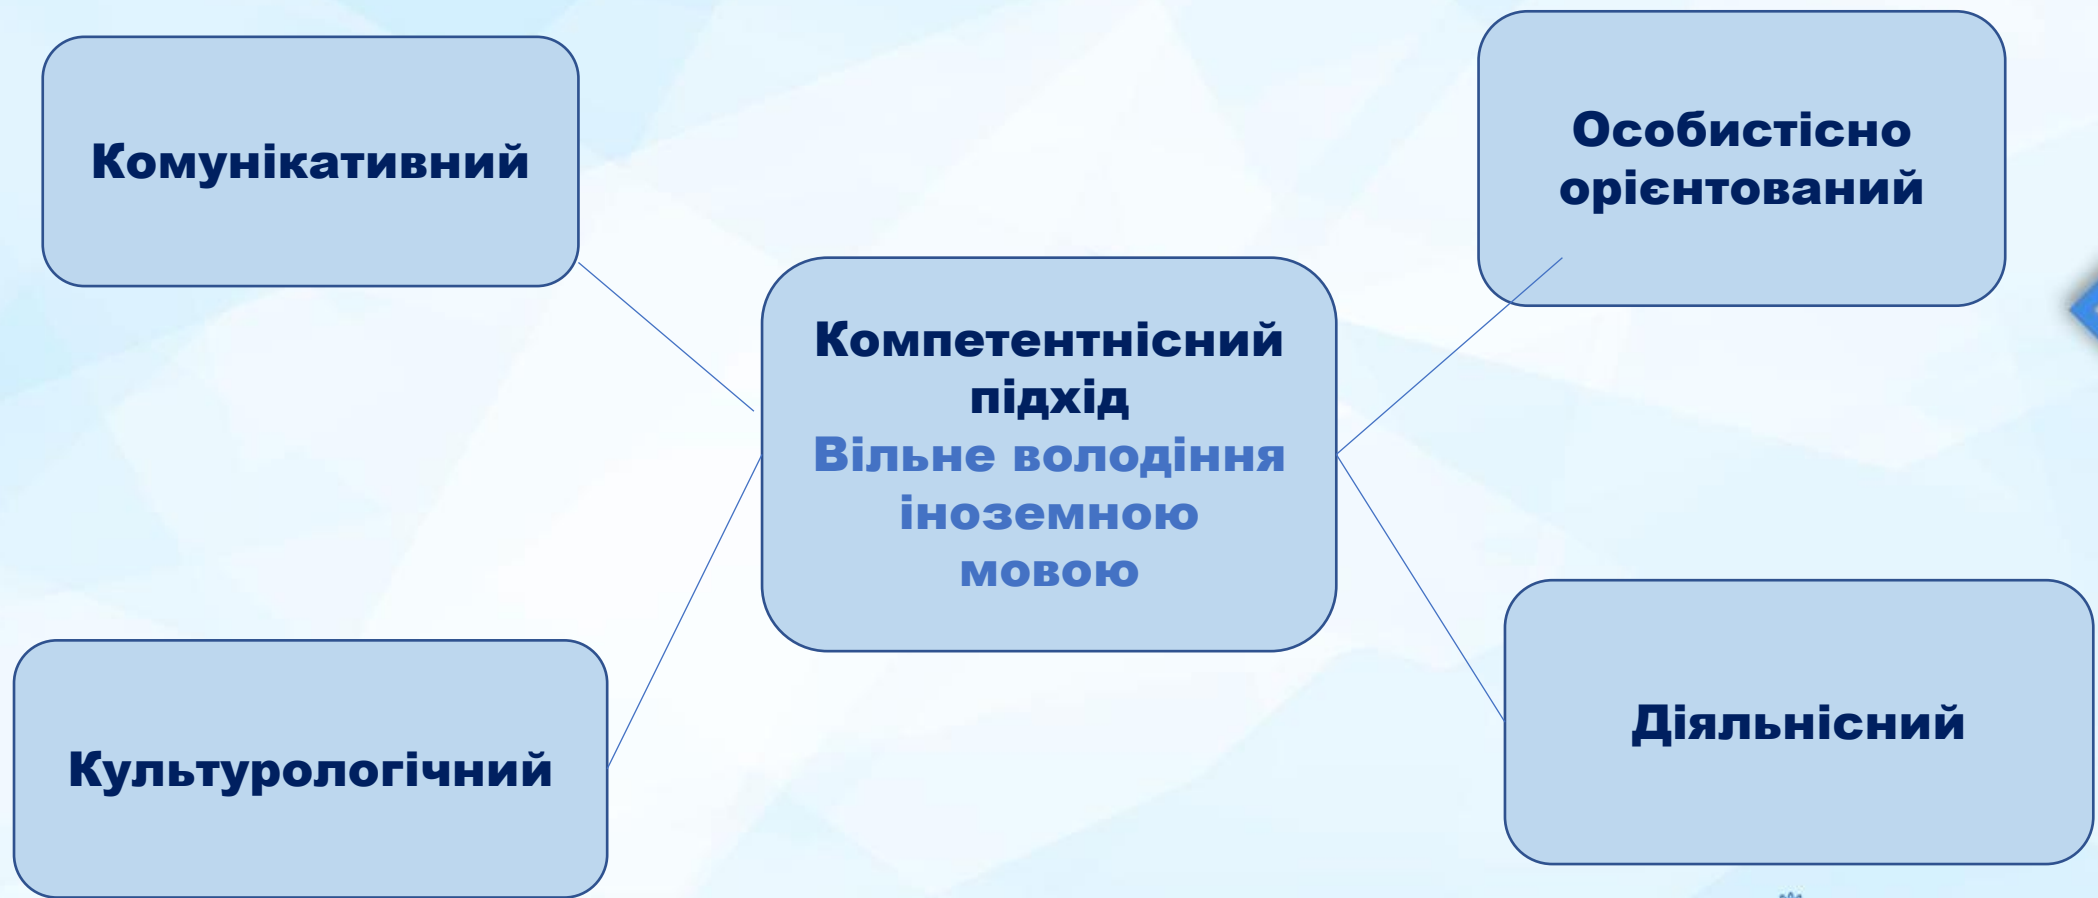 Комунікативний
Особистісно
орієнтований
Компетентнісний
підхід
Вільне володіння
іноземною
мовою
Культурологічний
Діяльнісний